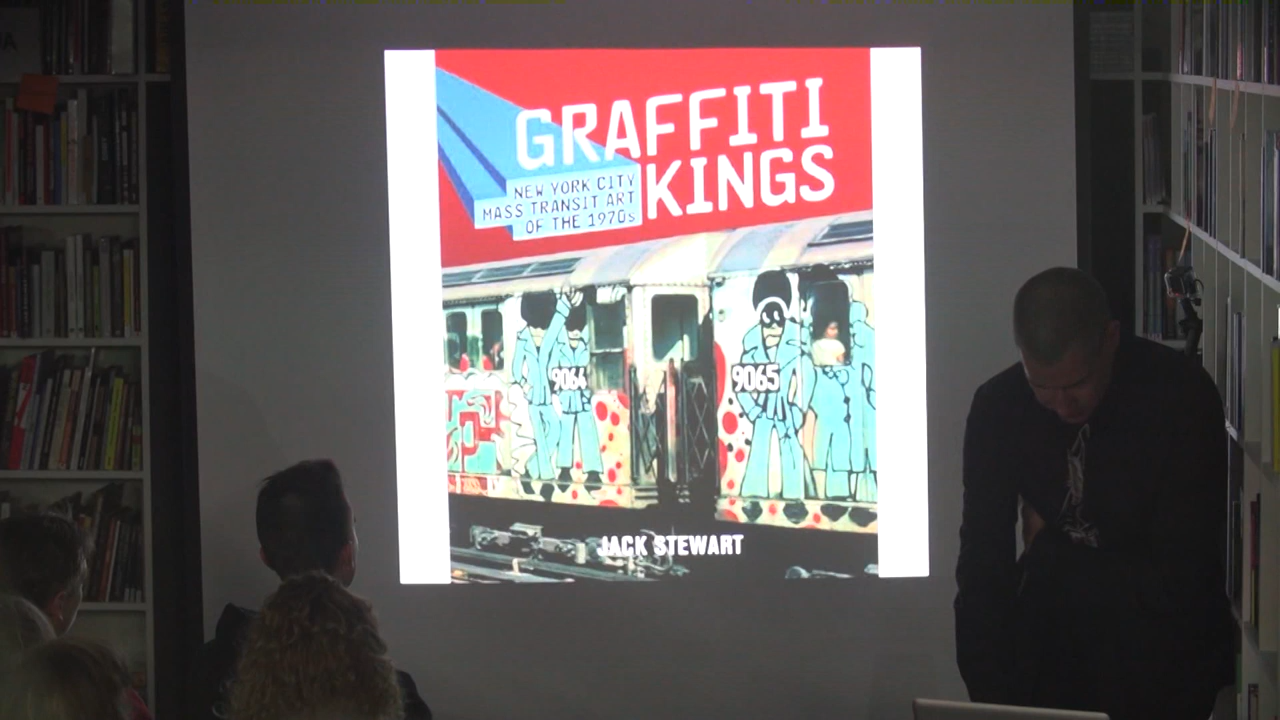 GRAFFITI
KINGS
NEW YORK CITY
MASS TRANSIT ART
OF THE 1970s
9064
9065
JACK STEWART